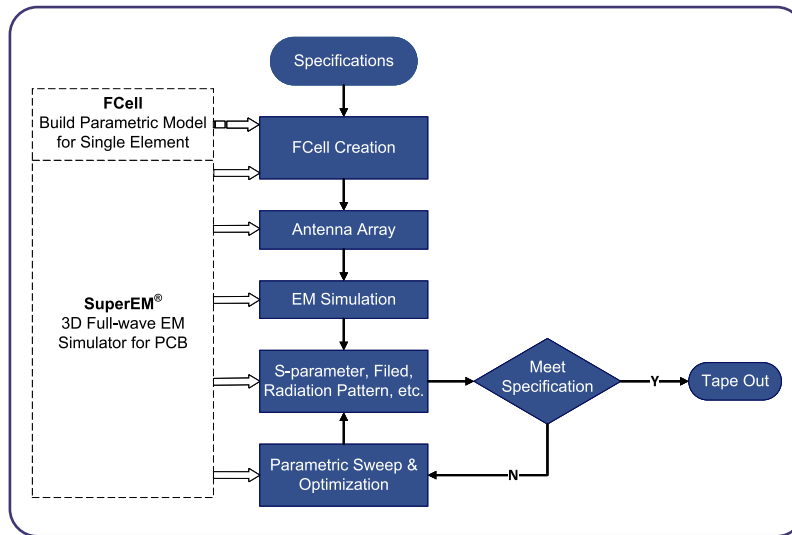 Specifications
FCell
Build Parametric Model
for Single Element
FCell Creation
Antenna Array
SuperEM®
3D Full-wave EM
Simulator for PCB
EM Simulation
S-parameter, Filed,
Radiation Pattern, etc.
Meet
Specification
Y
Tape Out
Parametric Sweep &
Optimization
N